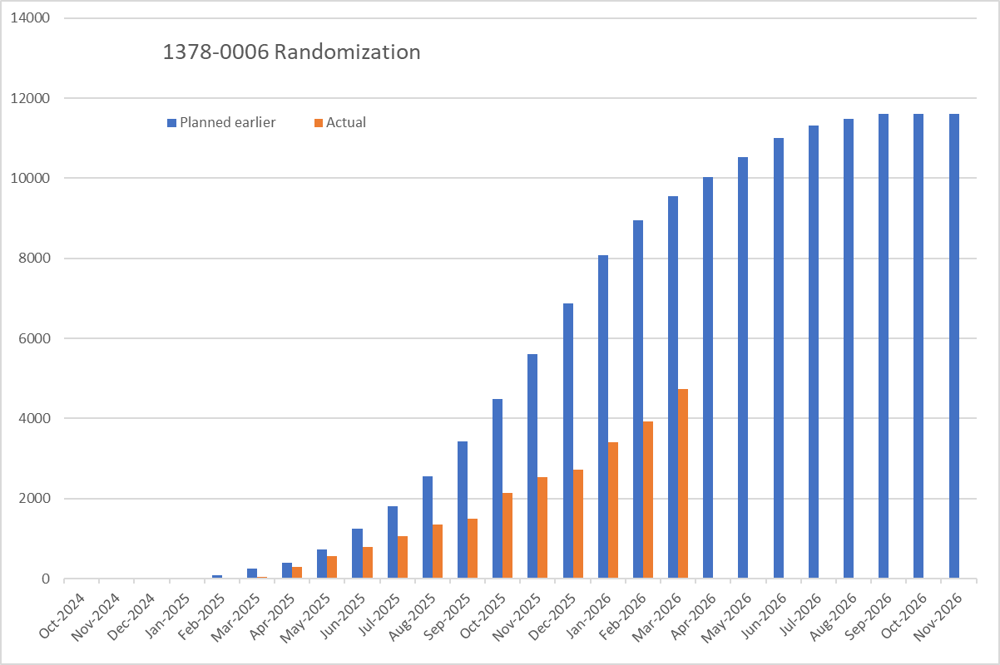 14000
1378-0006 Randomization
12000
Planned earlier Actual
10000
8000
6000
4000
2000
0
Oct-2024 Nov-2024 Dec-2024 Jan-2025 Feb-2025 Mar-2025 Apr-2025 May-2025 Jun-2025 Jul-2025 Aug-2025 Sep-2025 Oct-2025 Nov-2025 Dec-2025 Jan-2026 Feb-2026 Mar-2026 Apr-2026 May-2026 Jun-2026 Jul-2026 Aug-2026 Sep-2026 Oct-2026 Nov-2026